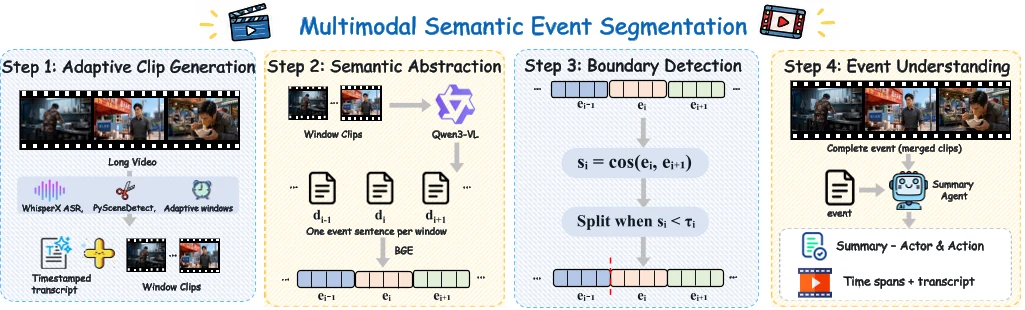 Multimodal Semantic Event Segmentation
Step 1: Adaptive Clip Generation
Long Video
WhisperX ASR, PySceneDetect, Adaptive windows
Timestamped
transcript
Window Clips
Step 2: Semantic Abstraction
...
Window Clips
Qwen3-VL
... dᵢ₋₁ dᵢ dᵢ₊₁ ...
One event sentence per window
BGE
... eᵢ₋₁ eᵢ eᵢ₊₁ ...
Step 3: Boundary Detection
... eᵢ₋₁ eᵢ eᵢ₊₁ ...
sᵢ = cos(eᵢ, eᵢ₊₁)
Split when sᵢ < τᵢ
... eᵢ₋₁ eᵢ eᵢ₊₁ ...
Step 4: Event Understanding
Complete event (merged clips)
event
Summary
Agent
Summary – Actor & Action
Time spans + transcript